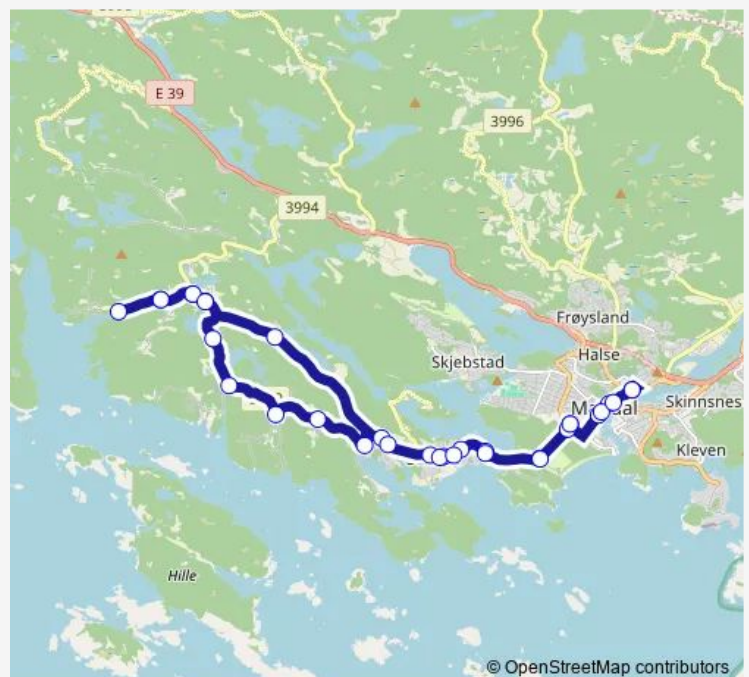 E 39
3996
3994
Frøysland
Halse
Skjebstad
Skinnsnes
Kleven
Hille
© OpenStreetMap contributors